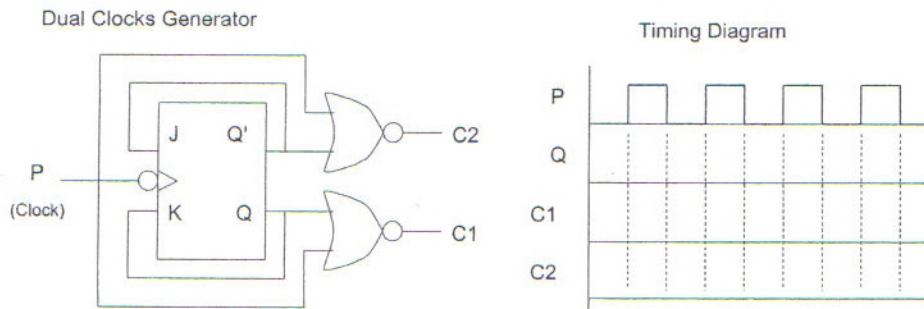 Dual Clocks Generator
Timing Diagram
J Q'
P
(Clock)
K Q
C2
C1
P
Q
C1
C2